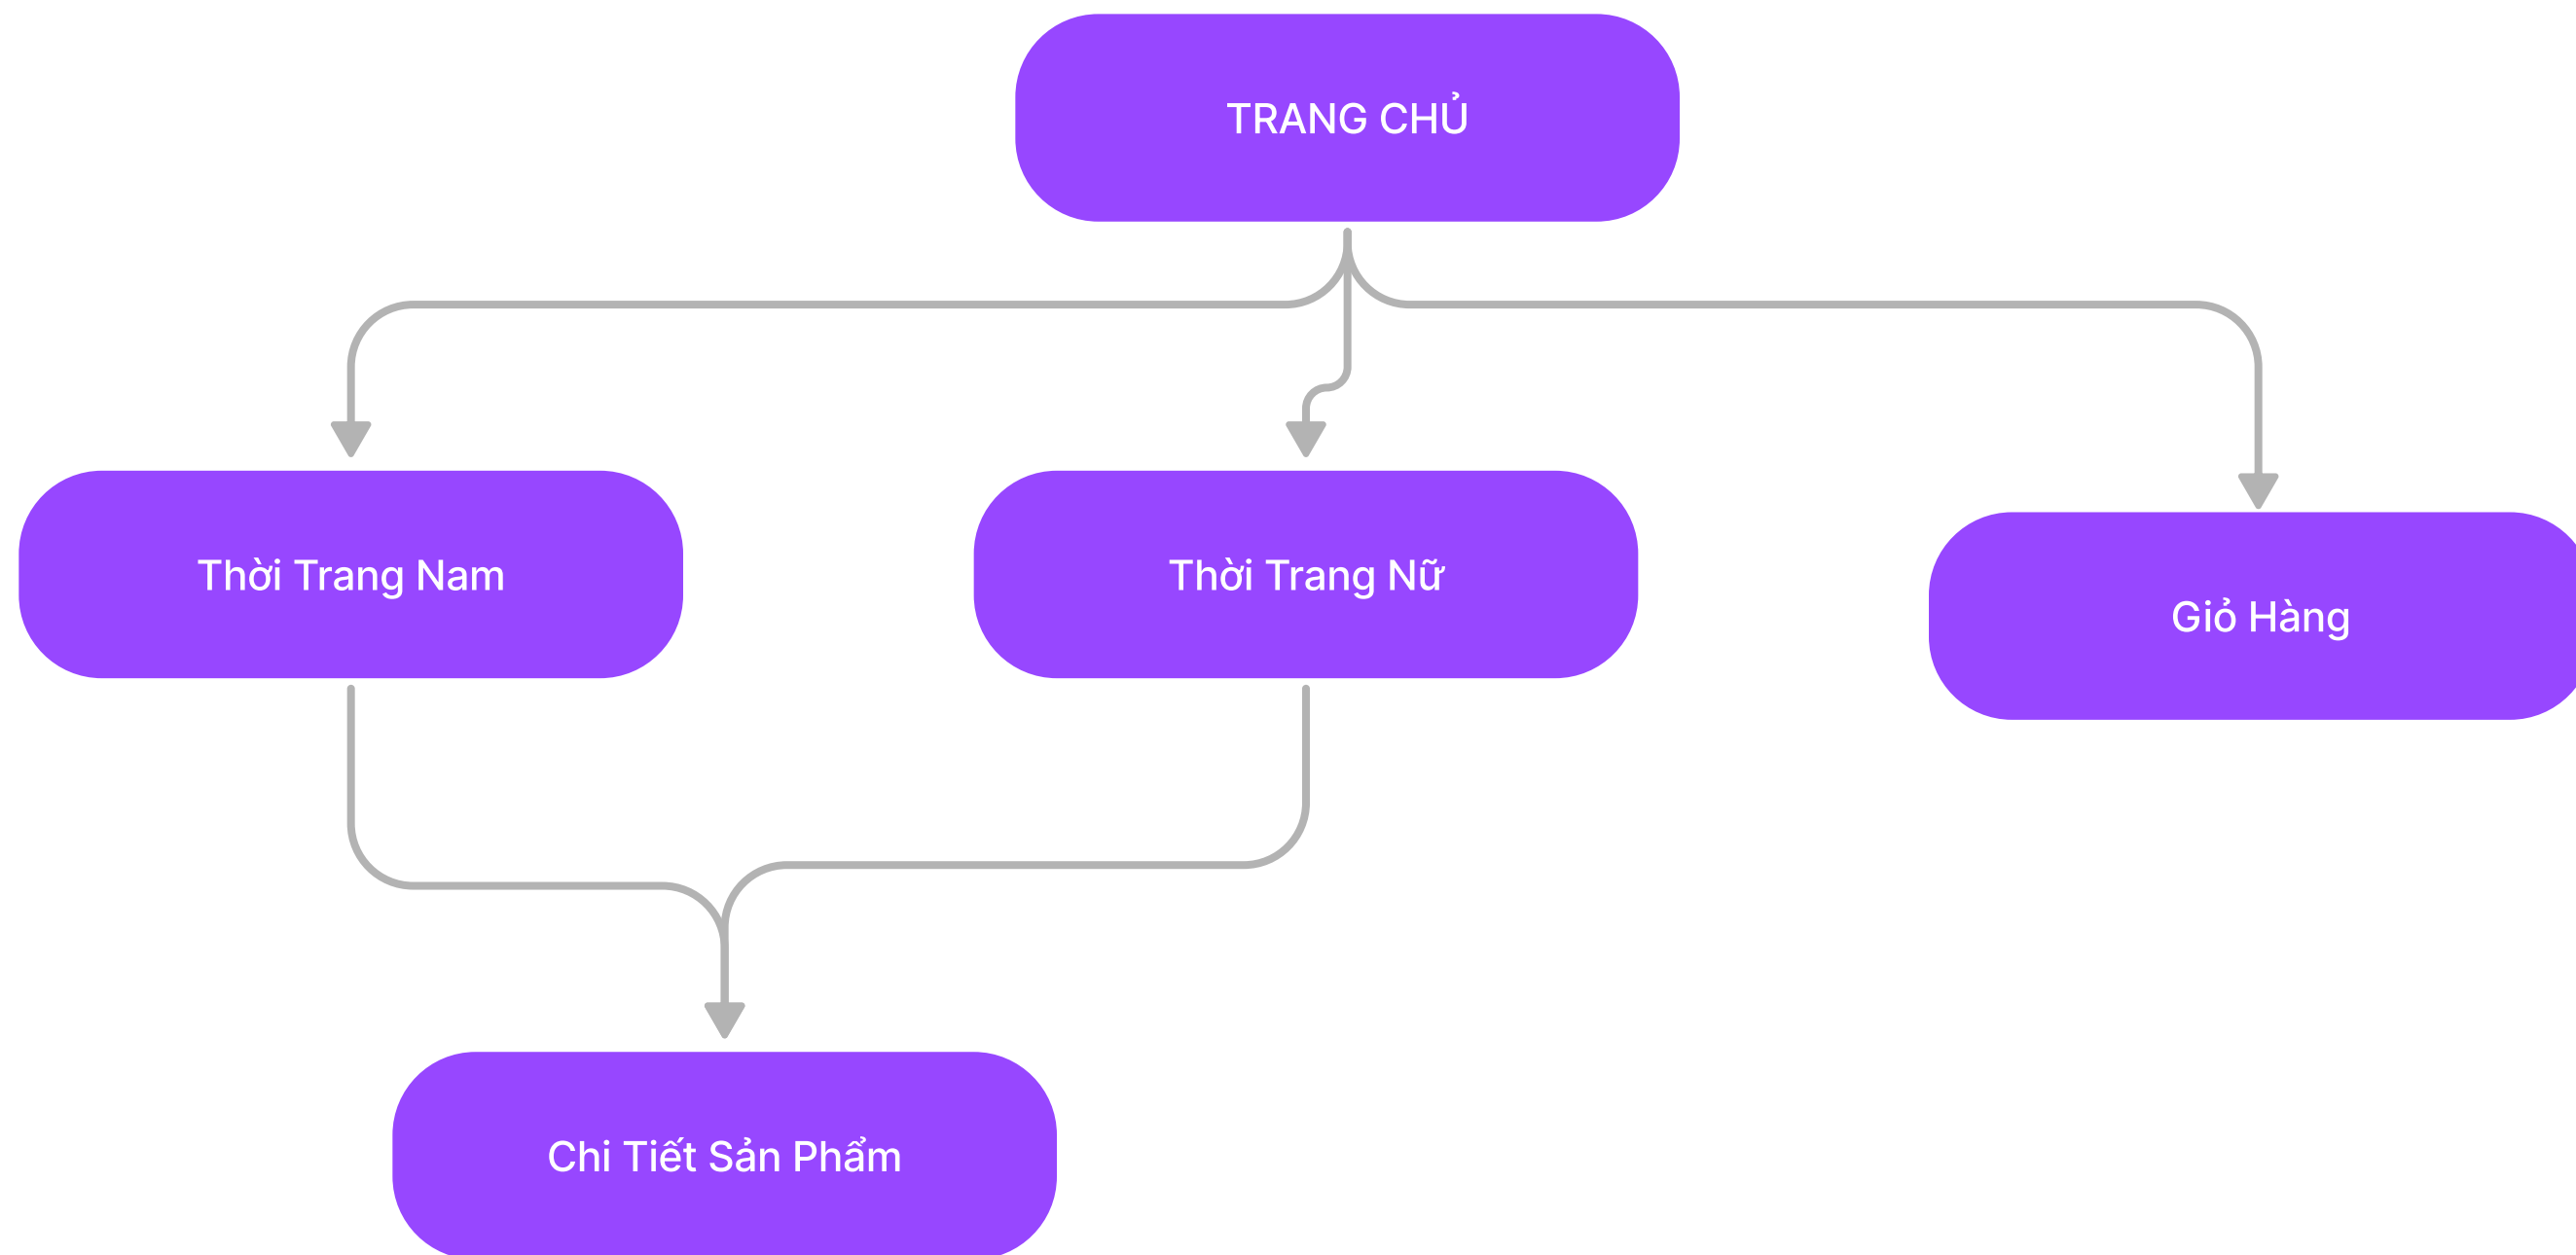 TRANG CHỦ
Thời Trang Nam
Thời Trang Nữ
Giỏ Hàng
Chi Tiết Sản Phẩm